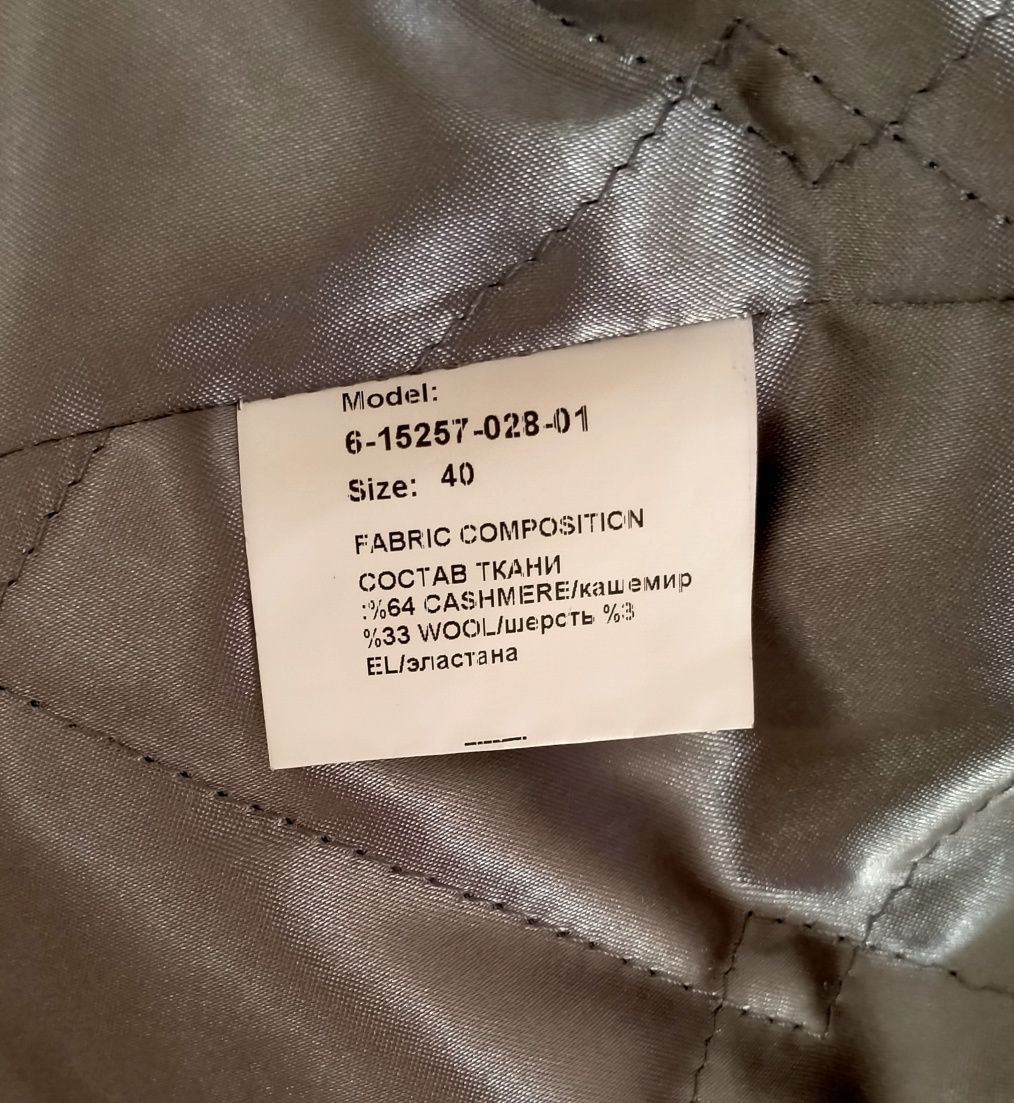 Model:
6-15257-028-01
Size: 40
FABRIC COMPOSITION
СОСТАВ ТКАНИ
:%64 CASHMERE/кашемир
%33 WOOL/шерсть %3
EL/эластана